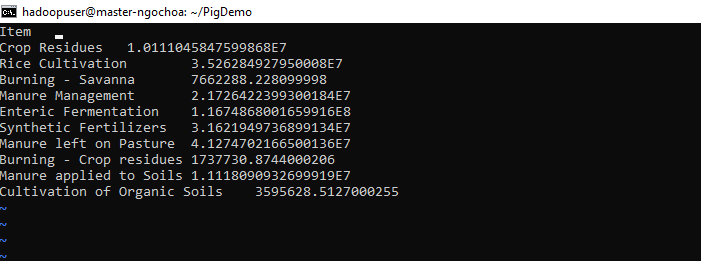 hadoopuser@master-ngochoa: ~/PigDemo
Item
Crop Residues 1.0111045847599868E7
Rice Cultivation 3.526284927950008E7
Burning - Savanna 7662288.228099998
Manure Management 2.1726422399300184E7
Enteric Fermentation 1.1674868001659916E8
Synthetic Fertilizers 3.1621949736899134E7
Manure left on Pasture 4.1274702166500136E7
Burning - Crop residues 1737730.8744000206
Manure applied to Soils 1.1118090932699919E7
Cultivation of Organic Soils 3595628.5127000255
~
~
~
~